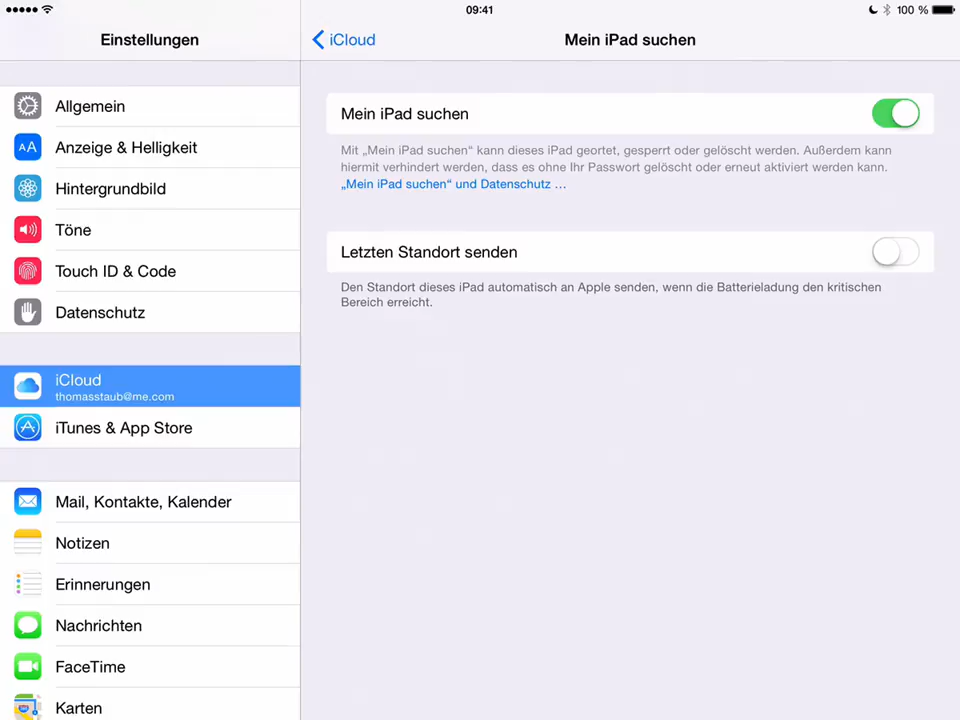 09:41
100 %
Einstellungen
iCloud
Mein iPad suchen
Allgemein
AA
Anzeige & Helligkeit
Hintergrundbild
Töne
Touch ID & Code
Datenschutz
iCloud
thomasstaub@me.com
iTunes & App Store
Mail, Kontakte, Kalender
Notizen
Erinnerungen
Nachrichten
FaceTime
Karten
Mein iPad suchen
Mit „Mein iPad suchen“ kann dieses iPad geortet, gesperrt oder gelöscht werden. Außerdem kann
hiermit verhindert werden, dass es ohne Ihr Passwort gelöscht oder erneut aktiviert werden kann.
„Mein iPad suchen“ und Datenschutz …
Letzten Standort senden
Den Standort dieses iPad automatisch an Apple senden, wenn die Batterieladung den kritischen
Bereich erreicht.